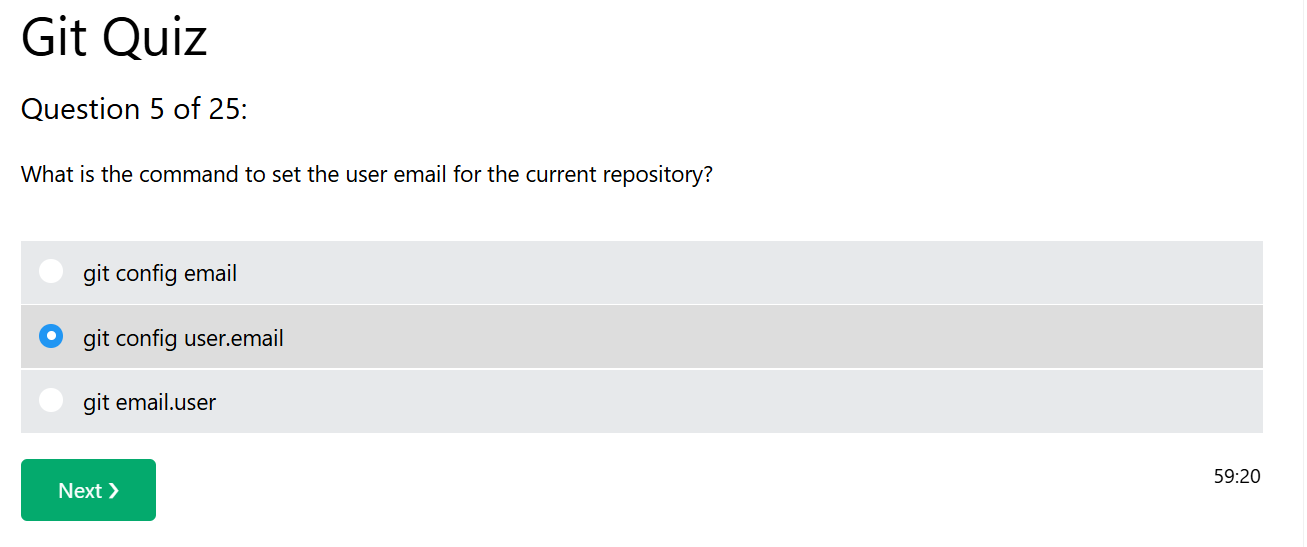 Git Quiz
Question 5 of 25:
What is the command to set the user email for the current repository?
git config email
git config user.email
git email.user
Next ❯
59:20